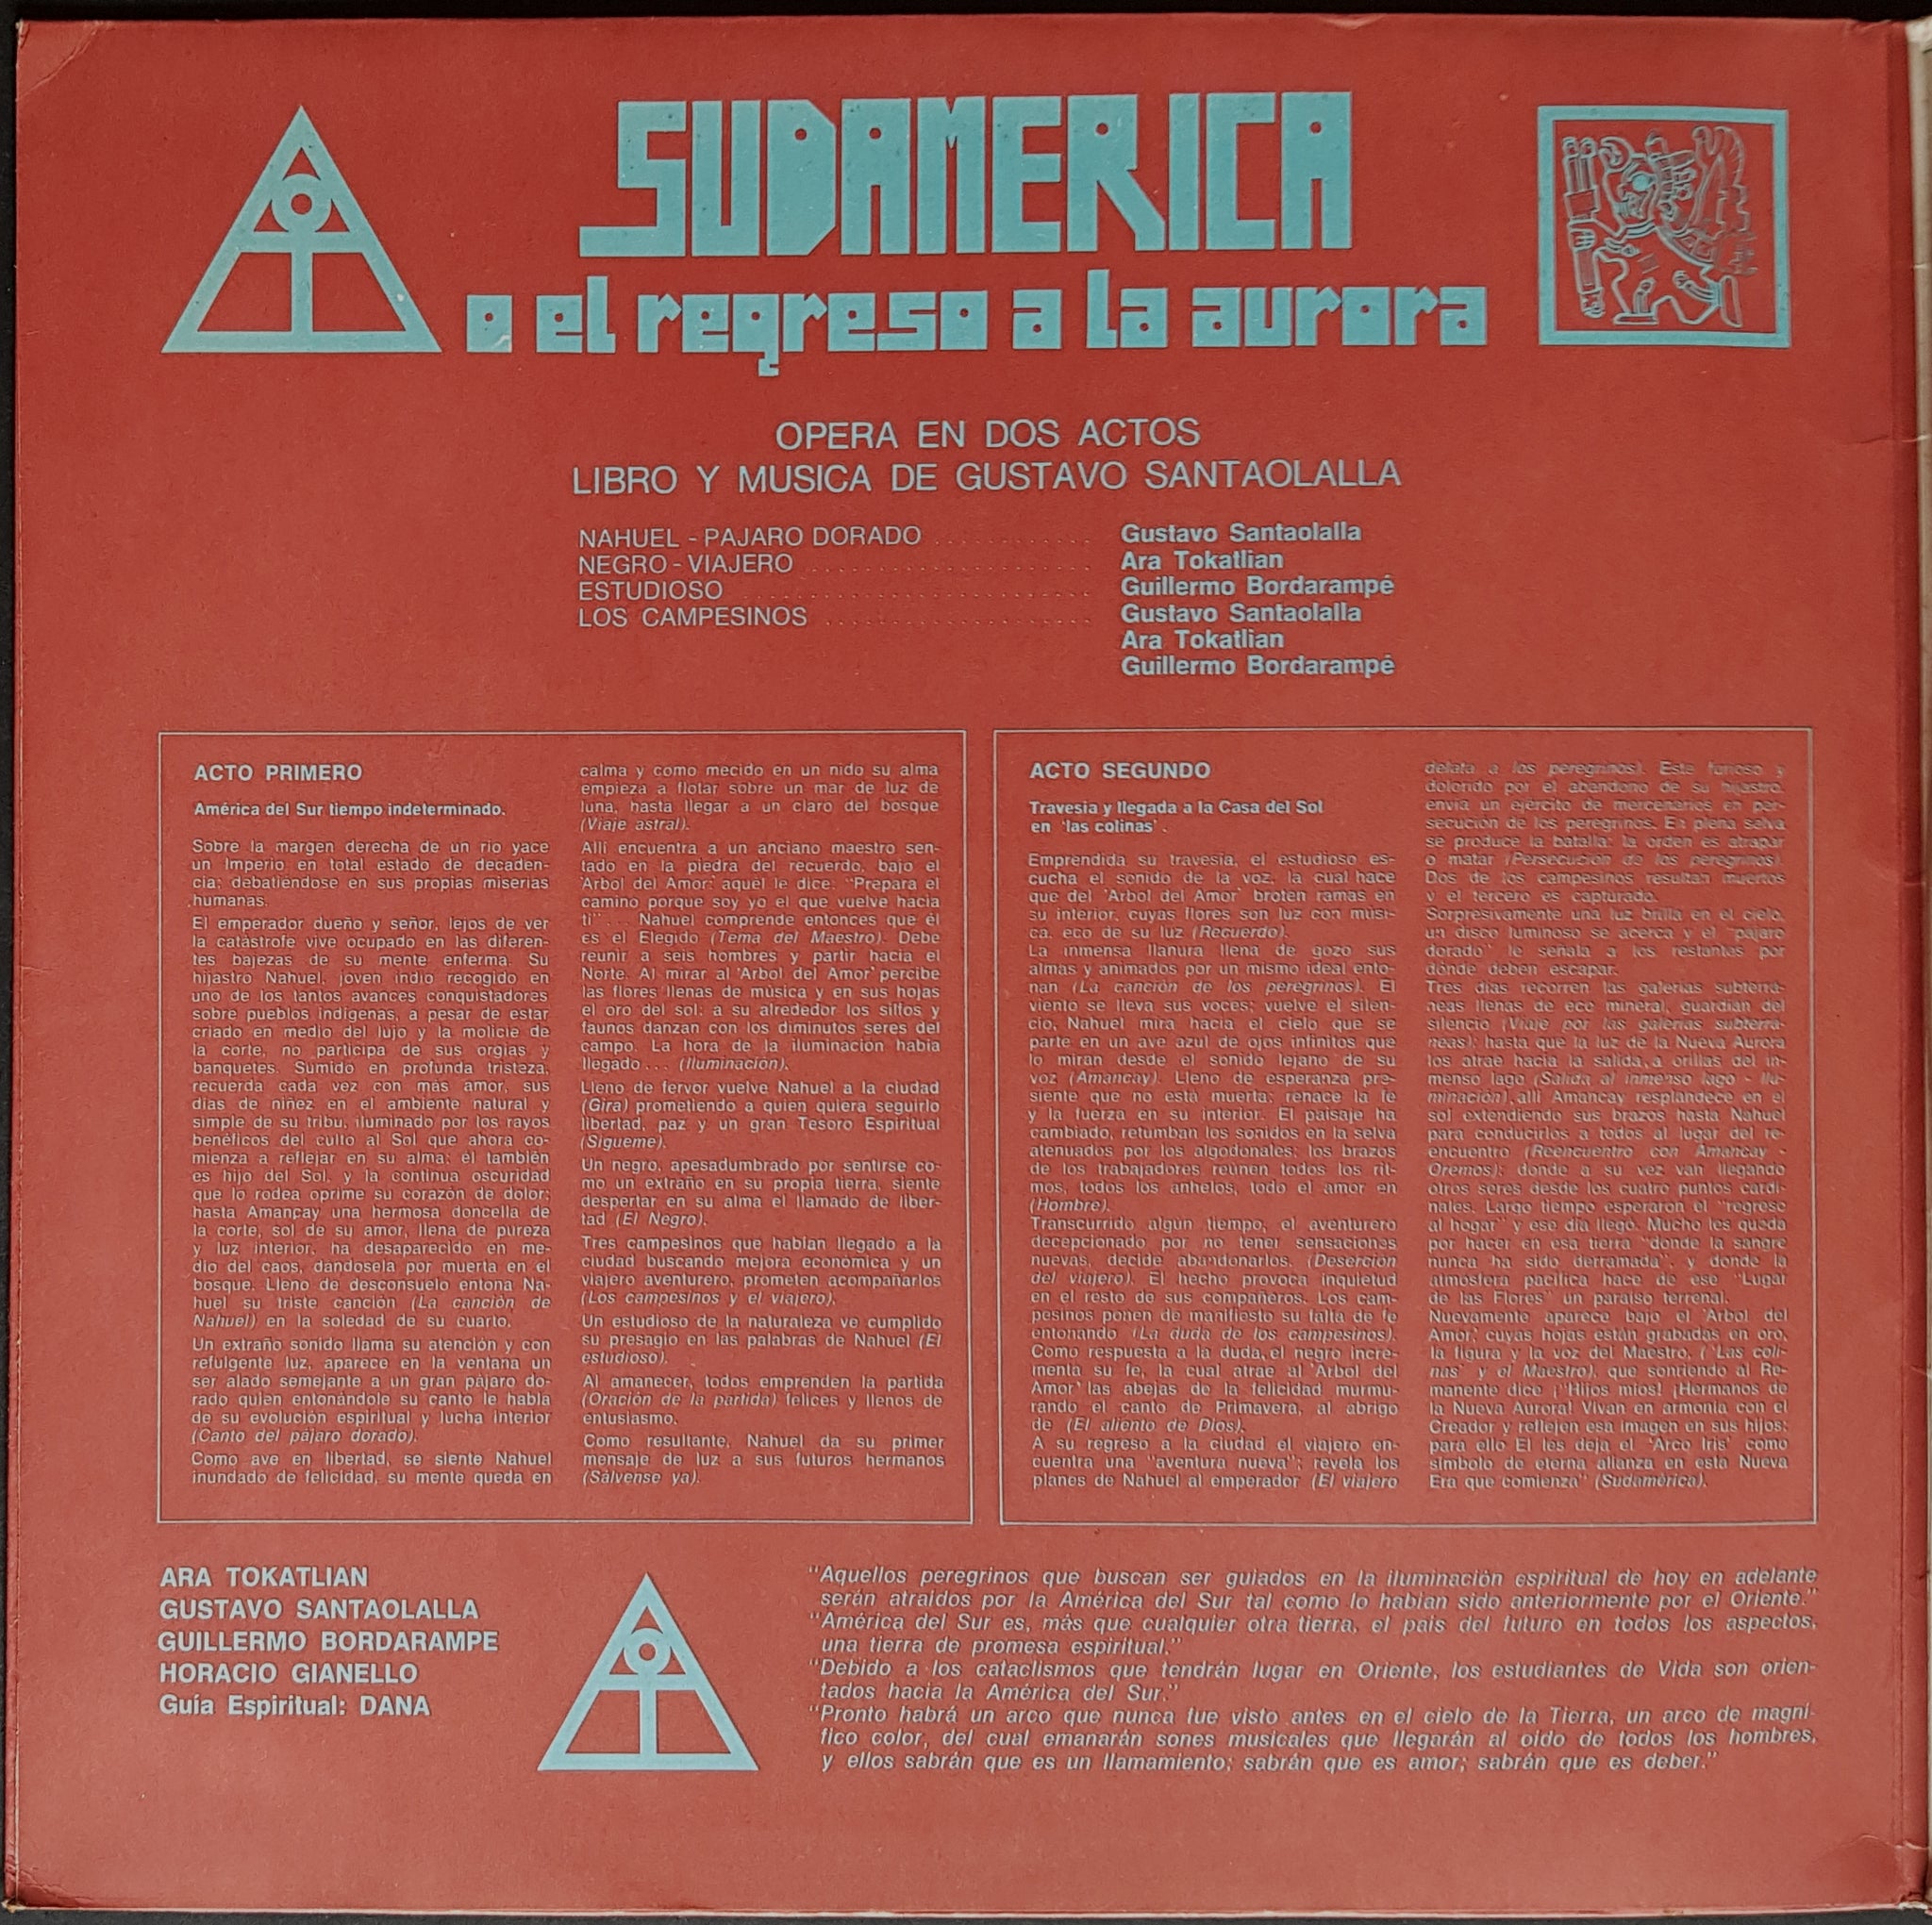 SUDAMERICA
o el regreso a la aurora
OPERA EN DOS ACTOS
LIBRO Y MUSICA DE GUSTAVO SANTAOLALLA
NAHUEL - PAJARO DORADO ............ Gustavo Santaolalla
NEGRO - VIAJERO ..................... Ara Tokatlian
ESTUDIOSO .......................... Guillermo Bordarampé
LOS CAMPESINOS .................... Gustavo Santaolalla
Ara Tokatlian
Guillermo Bordarampé
ACTO PRIMERO
América del Sur tiempo indeterminado.
Sobre la margen derecha de un río yace
un Imperio en total estado de decaden-
cia; debatiéndose en sus propias miserias
humanas.
El emperador dueño y señor, lejos de ver
la catástrofe vive ocupado en las diferen-
tes bajezas de su mente enferma. Su
hijastro Nahuel, joven indio recogido en
uno de los tantos avances conquistadores
sobre pueblos indígenas, a pesar de estar
criado en medio del lujo y la molicie de
la corte, no participa de sus orgías y
banquetes. Sumido en profunda tristeza,
recuerda cada vez con más amor, sus
días de niñez en el ambiente natural y
simple de su tribu, iluminado por los rayos
benéficos del culto al Sol que ahora co-
mienza a reflejar en su alma; él también
es hijo del Sol, y la continua oscuridad
que lo rodea oprime su corazón de dolor;
hasta Amancay una hermosa doncella de
la corte, sol de su amor, llena de pureza
y luz interior, ha desaparecido en me-
dio del caos, dándosela por muerta en el
bosque. Lleno de desconsuelo entona Na-
huel su triste canción (La canción de
Nahuel) en la soledad de su cuarto.
Un extraño sonido llama su atención y con
refulgente luz, aparece en la ventana un
ser alado semejante a un gran pájaro do-
rado quien entonándole su canto le habla
de su evolución espiritual y lucha interior
(Canto del pájaro dorado).
Como ave en libertad, se siente Nahuel
inundado de felicidad, su mente queda en
calma y como mecido en un nido su alma
empieza a flotar sobre un mar de luz de
luna, hasta llegar a un claro del bosque
(Viaje astral).
Allí encuentra a un anciano maestro sen-
tado en la piedra del recuerdo, bajo el
'Arbol del Amor; aquel le dice: "Prepara el
camino porque soy yo el que vuelve hacia
ti" ... Nahuel comprende entonces que él
es el Elegido (Tema del Maestro). Debe
reunir a seis hombres y partir hacia el
Norte. Al mirar al 'Arbol del Amor' percibe
las flores llenas de música y en sus hojas
el oro del sol; a su alrededor los silfos y
faunos danzan con los diminutos seres del
campo. La hora de la iluminación había
llegado ... (Iluminación).
Lleno de fervor vuelve Nahuel a la ciudad
(Gira) prometiendo a quien quiera seguirlo
libertad, paz y un gran Tesoro Espiritual
(Sígueme).
Un negro, apesadumbrado por sentirse co-
mo un extraño en su propia tierra, siente
despertar en su alma el llamado de liber-
tad (El Negro).
Tres campesinos que habían llegado a la
ciudad buscando mejora económica y un
viajero aventurero, prometen acompañarlos
(Los campesinos y el viajero).
Un estudioso de la naturaleza ve cumplido
su presagio en las palabras de Nahuel (El
estudioso).
Al amanecer, todos emprenden la partida
(Oración de la partida) felices y llenos de
entusiasmo.
Como resultante, Nahuel da su primer
mensaje de luz a sus futuros hermanos
(Sálvense ya).
ACTO SEGUNDO
Travesía y llegada a la Casa del Sol
en 'las colinas'.
Emprendida su travesía, el estudioso es-
cucha el sonido de la voz, la cual hace
que del 'Arbol del Amor' broten ramas en
su interior, cuyas flores son luz con músi-
ca, eco de su luz (Recuerdo).
La inmensa llanura llena de gozo sus
almas y animados por un mismo ideal ento-
nan (La canción de los peregrinos). El
viento se lleva sus voces; vuelve el silen-
cio, Nahuel mira hacia el cielo que se
parte en un ave azul de ojos infinitos que
lo miran desde el sonido lejano de su
voz (Amancay). Lleno de esperanza pre-
siente que no está muerta; renace la fe
y la fuerza en su interior. El paisaje ha
cambiado, retumban los sonidos en la selva
atenuados por los algodonales; los brazos
de los trabajadores reúnen todos los rit-
mos, todos los anhelos, todo el amor en
(Hombre).
Transcurrido algún tiempo, el aventurero
decepcionado por no tener sensaciones
nuevas, decide abandonarlos. (Deserción
del viajero). El hecho provoca inquietud
en el resto de sus compañeros. Los cam-
pesinos ponen de manifiesto su falta de fe
entonando (La duda de los campesinos).
Como respuesta a la duda, el negro incre-
menta su fe, la cual atrae al 'Arbol del
Amor' las abejas de la felicidad murmu-
rando el canto de Primavera, al abrigo
de (El aliento de Dios).
A su regreso a la ciudad el viajero en-
cuentra una "aventura nueva"; revela los
planes de Nahuel al emperador (El viajero
delata a los peregrinos). Este furioso y
dolorido por el abandono de su hijastro,
envía un ejército de mercenarios en per-
secución de los peregrinos. En plena selva
se produce la batalla; la orden es atrapar
o matar (Persecución de los peregrinos).
Dos de los campesinos resultan muertos
y el tercero es capturado.
Sorpresivamente una luz brilla en el cielo,
un disco luminoso se acerca y el "pájaro
dorado" le señala a los restantes por
dónde deben escapar.
Tres días recorren las galerías subterrá-
neas llenas de eco mineral, guardián del
silencio (Viaje por las galerías subterrá-
neas); hasta que la luz de la Nueva Aurora
los atrae hacia la salida, a orillas del in-
menso lago (Salida al inmenso lago - Ilu-
minación), allí Amancay resplandece en el
sol extendiendo sus brazos hasta Nahuel
para conducirlos a todos al lugar del re-
encuentro (Reencuentro con Amancay -
Oremos); donde a su vez van llegando
otros seres desde los cuatro puntos cardi-
nales. Largo tiempo esperaron el "regreso
al hogar" y ese día llegó. Mucho les queda
por hacer en esa tierra "donde la sangre
nunca ha sido derramada", y donde la
atmósfera pacífica hace de ese "Lugar
de las Flores" un paraíso terrenal.
Nuevamente aparece bajo el 'Arbol del
Amor', cuyas hojas están grabadas en oro,
la figura y la voz del Maestro, ('Las coli-
nas' y el Maestro), que sonriendo al Re-
manente dice ¡"Hijos míos! ¡Hermanos de
la Nueva Aurora! Vivan en armonía con el
Creador y reflejen esa imagen en sus hijos;
para ello El les deja el 'Arco Iris' como
símbolo de eterna alianza en esta Nueva
Era que comienza" (Sudamérica).
ARA TOKATLIAN
GUSTAVO SANTAOLALLA
GUILLERMO BORDARAMPE
HORACIO GIANELLO
Guía Espiritual: DANA
"Aquellos peregrinos que buscan ser guiados en la iluminación espiritual de hoy en adelante
serán atraídos por la América del Sur tal como lo habían sido anteriormente por el Oriente."
"América del Sur es, más que cualquier otra tierra, el país del futuro en todos los aspectos,
una tierra de promesa espiritual."
"Debido a los cataclismos que tendrán lugar en Oriente, los estudiantes de Vida son orien-
tados hacia la América del Sur."
"Pronto habrá un arco que nunca fue visto antes en el cielo de la Tierra, un arco de magní-
fico color, del cual emanarán sones musicales que llegarán al oído de todos los hombres,
y ellos sabrán que es un llamamiento; sabrán que es amor; sabrán que es deber."